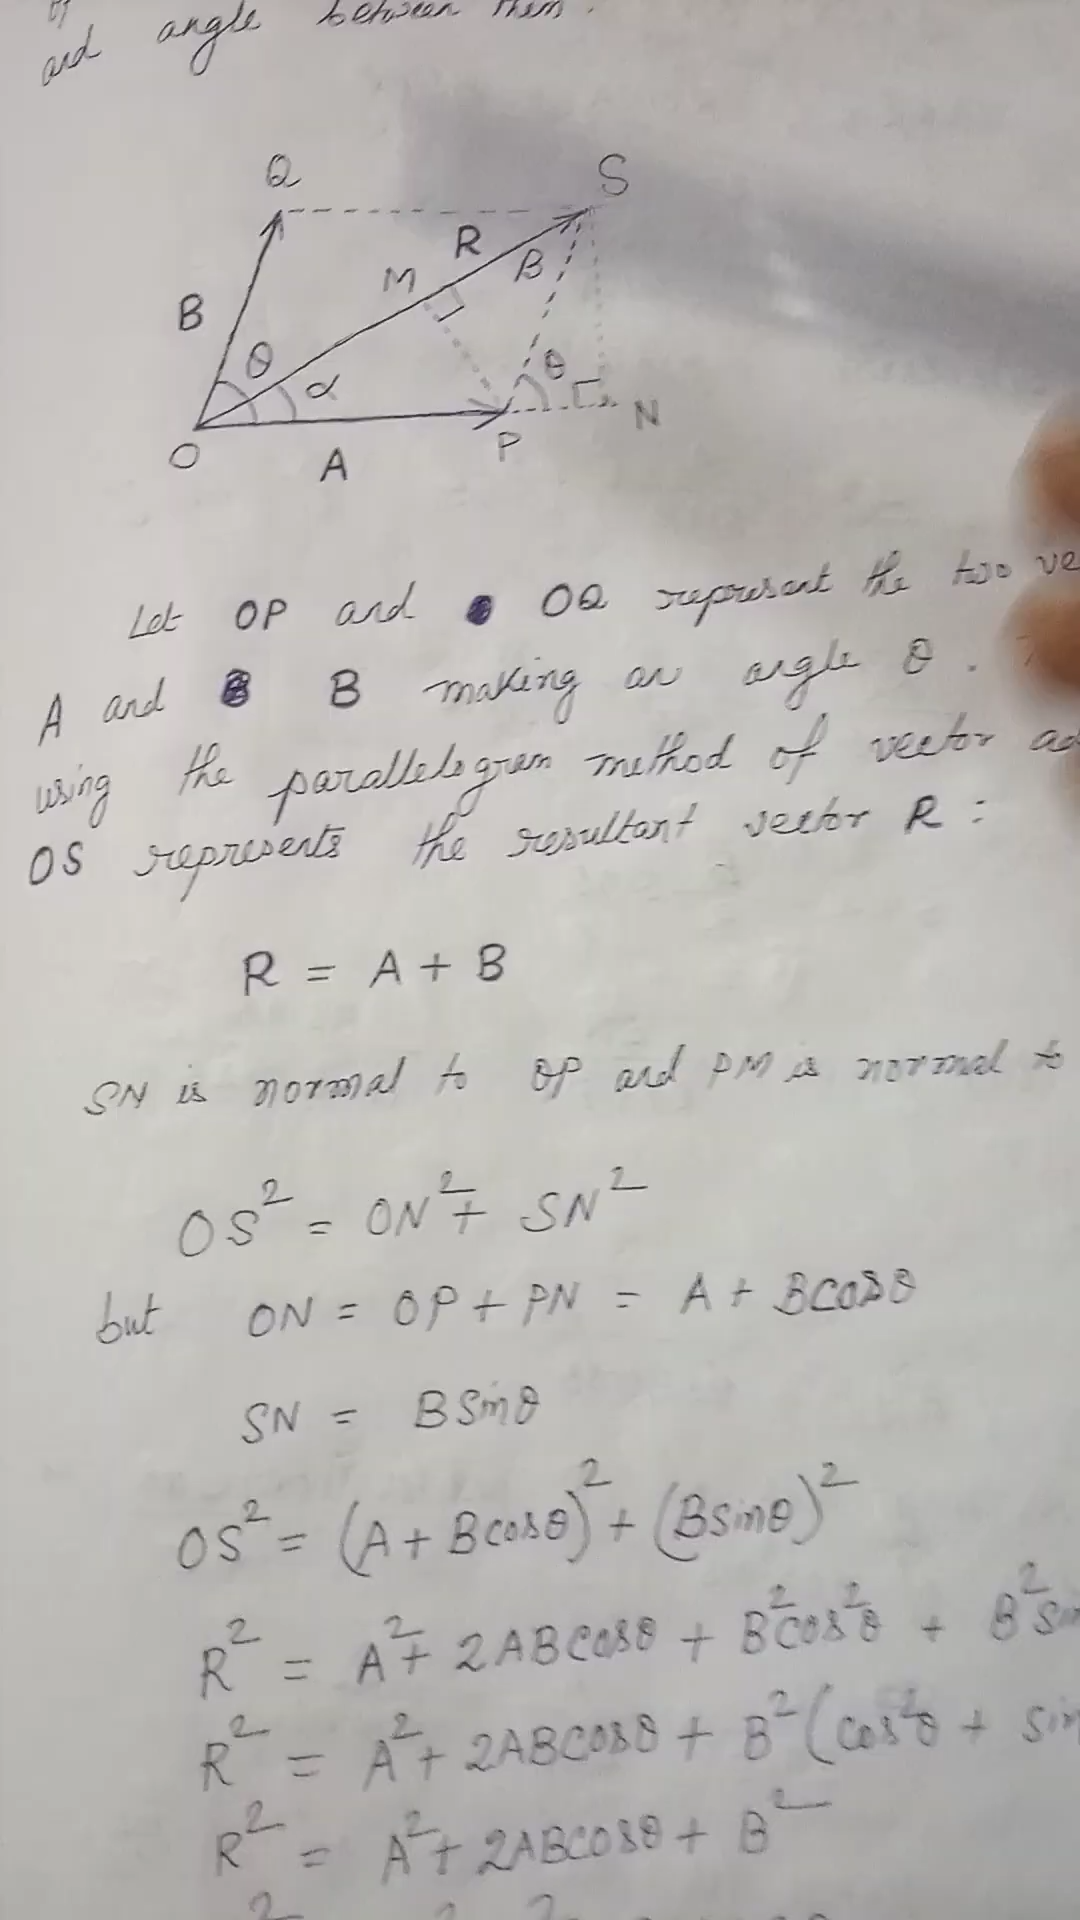 and angle between them.
Q
S
R
M
B
B
θ
θ
α
N
O
P
A
Let OP and OQ represent the two ve
A and B making an angle θ.
using the parallelogram method of vector ad
OS represents the resultant vector R:
R = A + B
SN is normal to OP and PM is normal to
OS² = ON² + SN²
but ON = OP + PN = A + Bcosθ
SN = Bsinθ
OS² = (A + Bcosθ)² + (Bsinθ)²
R² = A² + 2ABcosθ + B²cos²θ + B²sin
R² = A² + 2ABcosθ + B²(cos²θ + sin
R² = A² + 2ABcosθ + B²